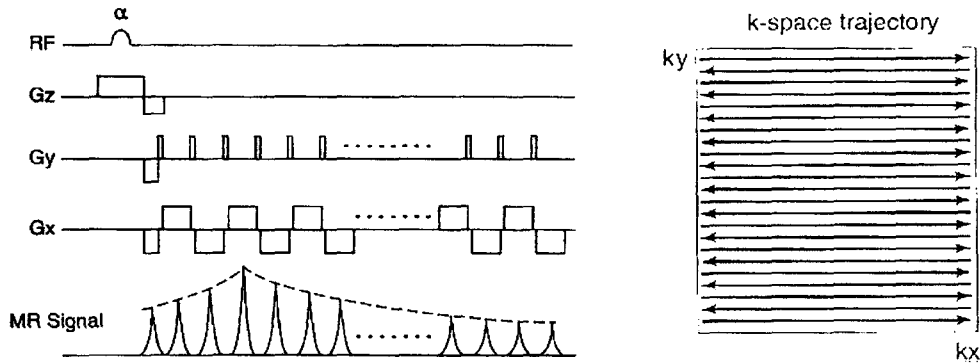 α
RF
Gz
Gy
Gx
MR Signal
k-space trajectory
ky
kx